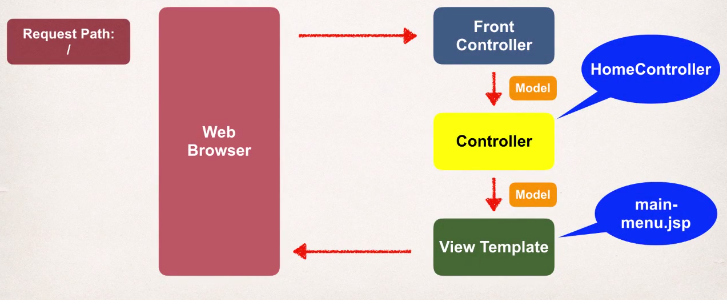 Request Path:
/
Web
Browser
Front
Controller
Model
HomeController
Controller
Model
main-
menu.jsp
View Template